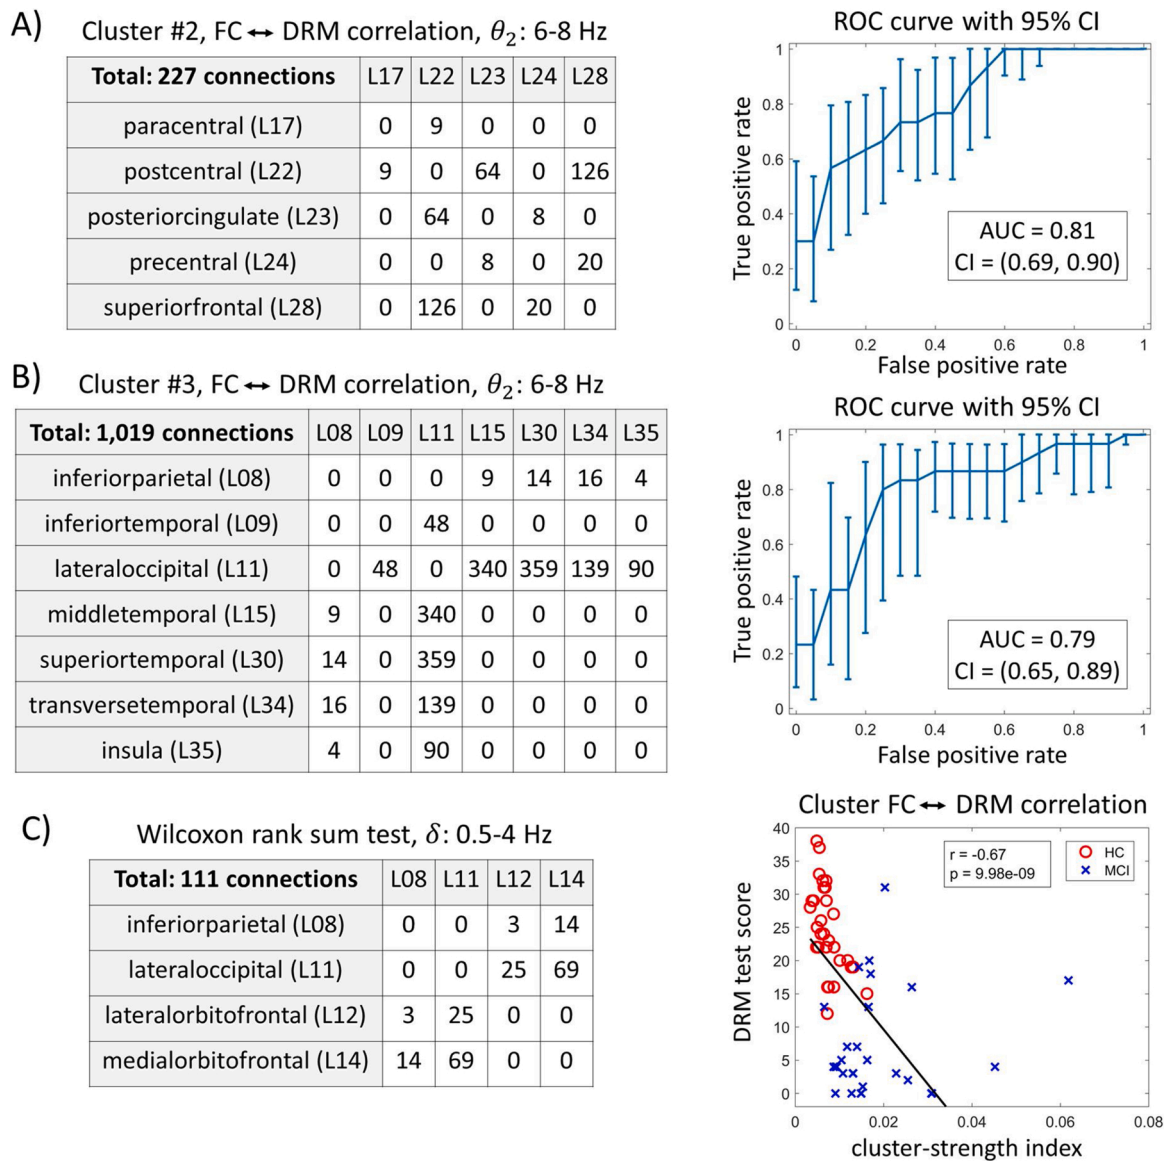 A)
Cluster #2, FC ↔ DRM correlation, θ₂: 6-8 Hz
Total: 227 connections L17 L22 L23 L24 L28
paracentral (L17) 0 9 0 0 0
postcentral (L22) 9 0 64 0 126
posteriorcingulate (L23) 0 64 0 8 0
precentral (L24) 0 0 8 0 20
superiorfrontal (L28) 0 126 0 20 0
ROC curve with 95% CI
1
0.8
0.6
0.4
0.2
0
True positive rate
AUC = 0.81
CI = (0.69, 0.90)
0 0.2 0.4 0.6 0.8 1
False positive rate
B)
Cluster #3, FC ↔ DRM correlation, θ₂: 6-8 Hz
Total: 1,019 connections L08 L09 L11 L15 L30 L34 L35
inferiorparietal (L08) 0 0 0 9 14 16 4
inferiortemporal (L09) 0 0 48 0 0 0 0
lateraloccipital (L11) 0 48 0 340 359 139 90
middletemporal (L15) 9 0 340 0 0 0 0
superiortemporal (L30) 14 0 359 0 0 0 0
transversetemporal (L34) 16 0 139 0 0 0 0
insula (L35) 4 0 90 0 0 0 0
ROC curve with 95% CI
1
0.8
0.6
0.4
0.2
0
True positive rate
AUC = 0.79
CI = (0.65, 0.89)
0 0.2 0.4 0.6 0.8 1
False positive rate
C)
Wilcoxon rank sum test, δ: 0.5-4 Hz
Total: 111 connections L08 L11 L12 L14
inferiorparietal (L08) 0 0 3 14
lateraloccipital (L11) 0 0 25 69
lateralorbitofrontal (L12) 3 25 0 0
medialorbitofrontal (L14) 14 69 0 0
Cluster FC ↔ DRM correlation
40
35
30
25
20
15
10
5
0
DRM test score
r = -0.67
p = 9.98e-09
HC
MCI
0 0.02 0.04 0.06 0.08
cluster-strength index